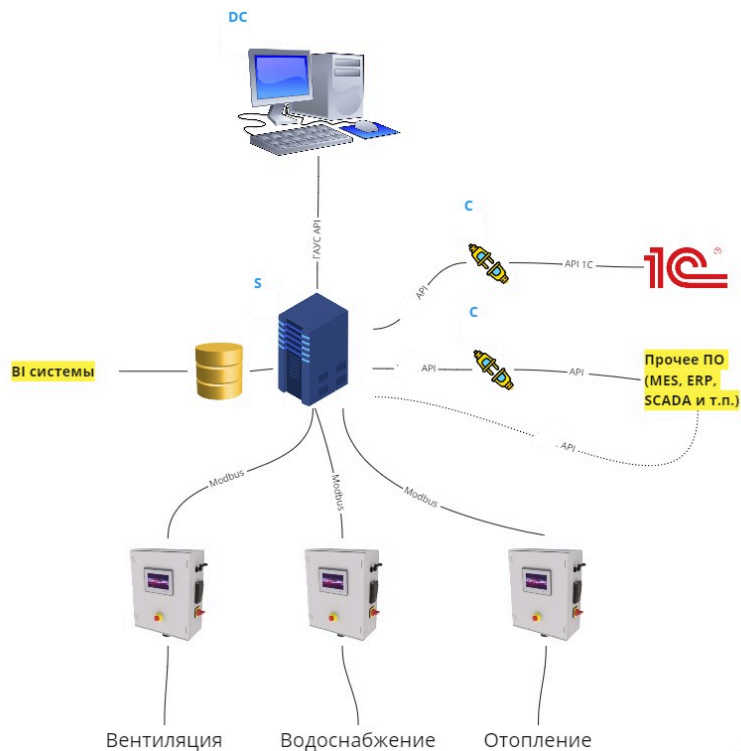 DC
ГАУС API
C
API
API 1C
1C
S
C
BI системы
API
API
Прочее ПО
(MES, ERP,
SCADA и т.п.)
API
Modbus
Modbus
Modbus
Вентиляция
Водоснабжение
Отопление